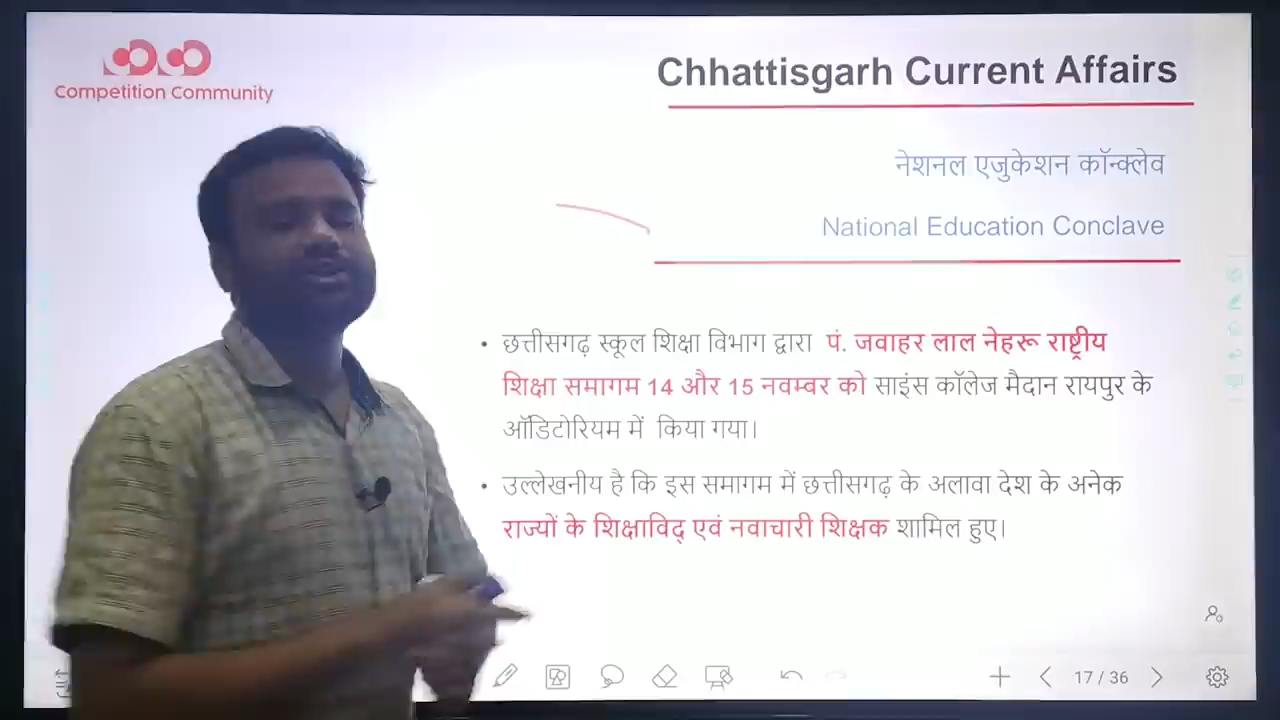 Competition Community
Chhattisgarh Current Affairs
नेशनल एजुकेशन कॉन्क्लेव
National Education Conclave
• छत्तीसगढ़ स्कूल शिक्षा विभाग द्वारा पं. जवाहर लाल नेहरू राष्ट्रीय
शिक्षा समागम 14 और 15 नवम्बर को साइंस कॉलेज मैदान रायपुर के
ऑडिटोरियम में किया गया।
• उल्लेखनीय है कि इस समागम में छत्तीसगढ़ के अलावा देश के अनेक
राज्यों के शिक्षाविद् एवं नवाचारी शिक्षक शामिल हुए।
17 / 36